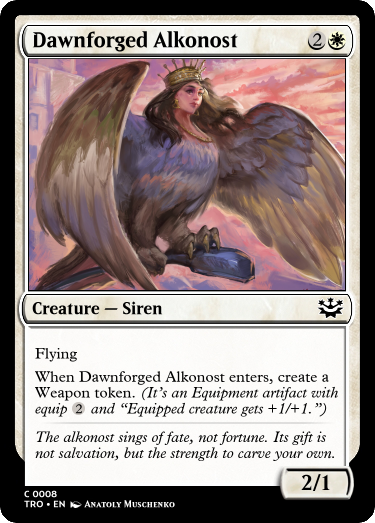 Dawnforged Alkonost 2
Creature — Siren
Flying
When Dawnforged Alkonost enters, create a
Weapon token. (It's an Equipment artifact with
equip 2 and “Equipped creature gets +1/+1.”)
The alkonost sings of fate, not fortune. Its gift is
not salvation, but the strength to carve your own.
2/1
C 0008
TRO • EN Anatoly Muschenko